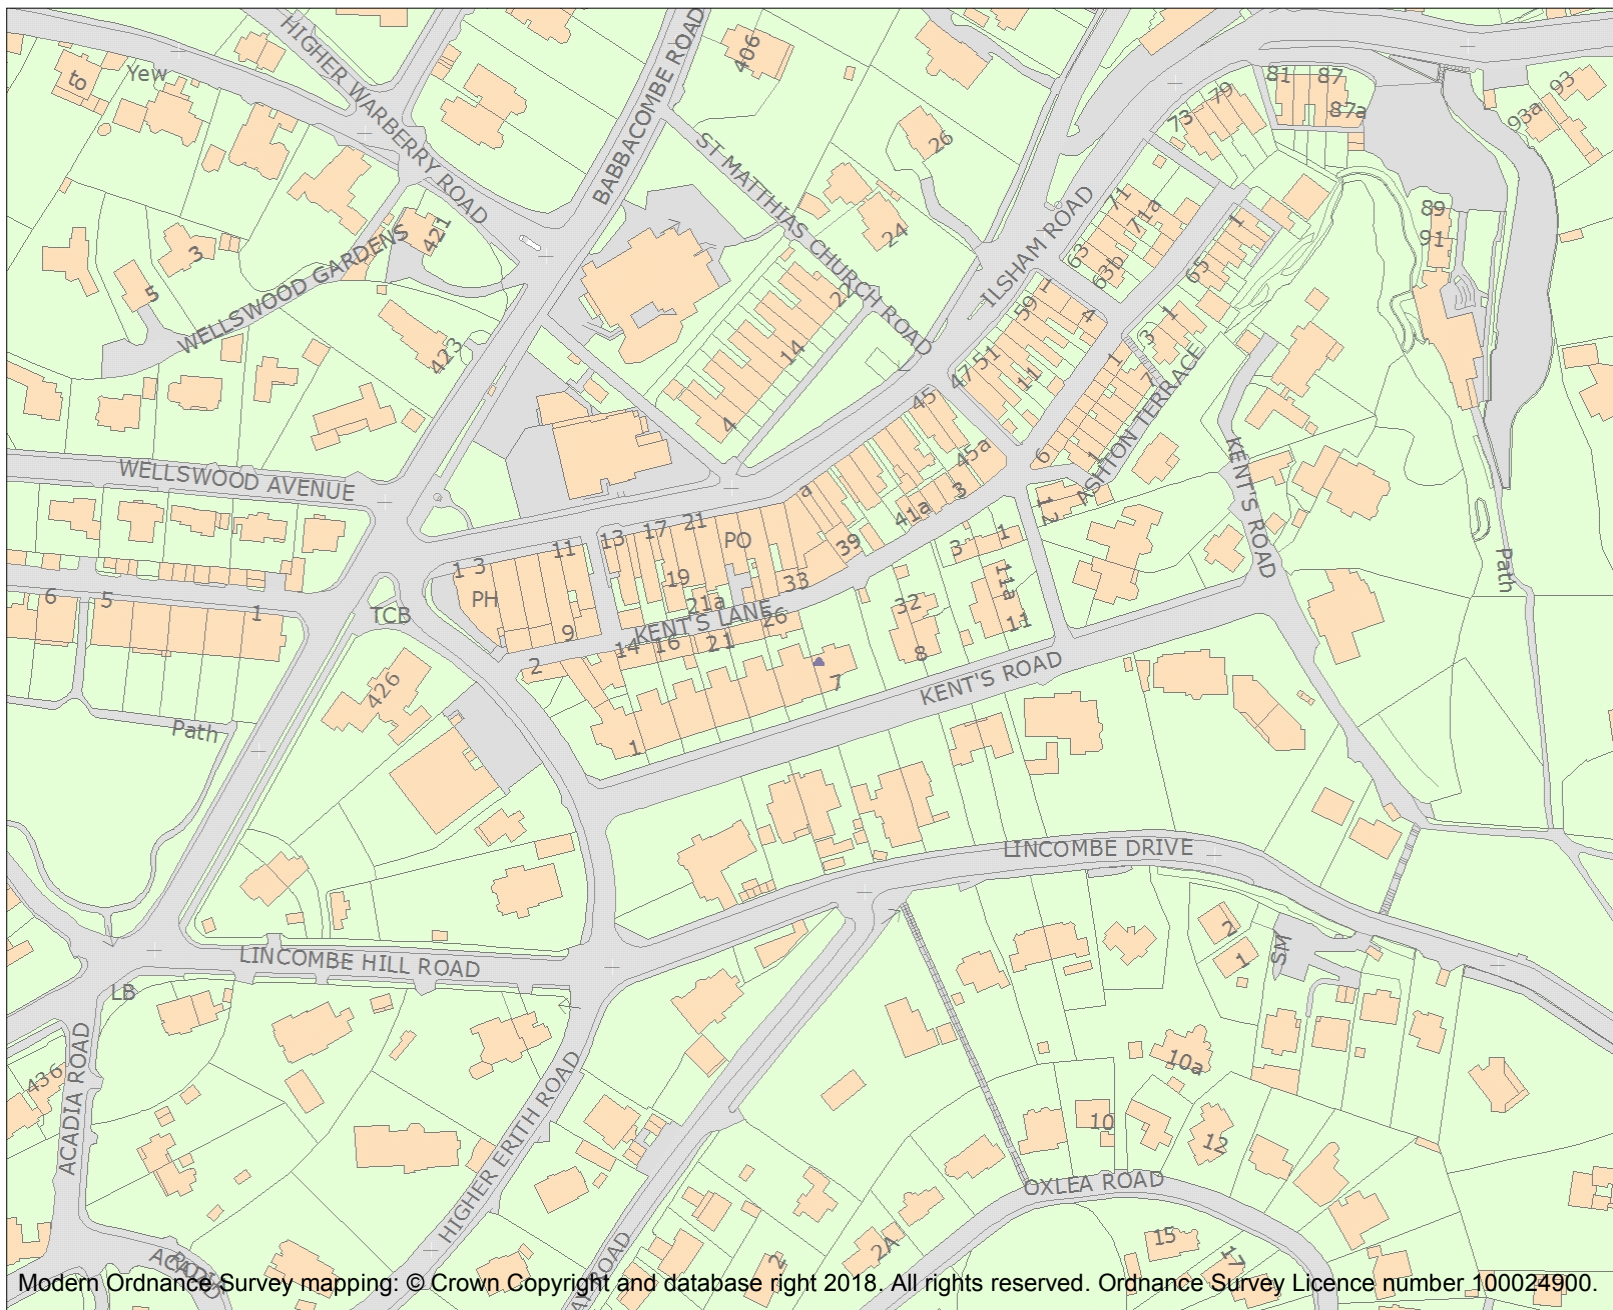 HIGHER WARBERRY ROAD
BABBACOMBE ROAD
406
81
87
87a
79
73
93
93a
Yew
to
26
ST MATTHIAS CHURCH ROAD
24
71
71a
1
89
91
421
3
5
WELLSWOOD GARDENS
423
22
14
4
ILSHAM ROAD
63
63b
65
59
1
4
1
3
51
47
11
1
7
ASHTON TERRACE
45
45a
6
1
KENT'S ROAD
WELLSWOOD AVENUE
41a
3
12
a
39
3
1
11a
11
Path
1
3
11
13
17
21
PO
19
21a
33
PH
9
KENT'S LANE
26
2
14
16
21
32
8
6
5
1
TCB
426
7
1
KENT'S ROAD
Path
LINCOMBE DRIVE
LINCOMBE HILL ROAD
LB
2
1
SM
ACADIA ROAD
436
HIGHER ERITH ROAD
10a
10
12
OXLEA ROAD
15
17
2A
2
ROAD
ACADIA
ROAD
Modern Ordnance Survey mapping: © Crown Copyright and database right 2018. All rights reserved. Ordnance Survey Licence number 100024900.